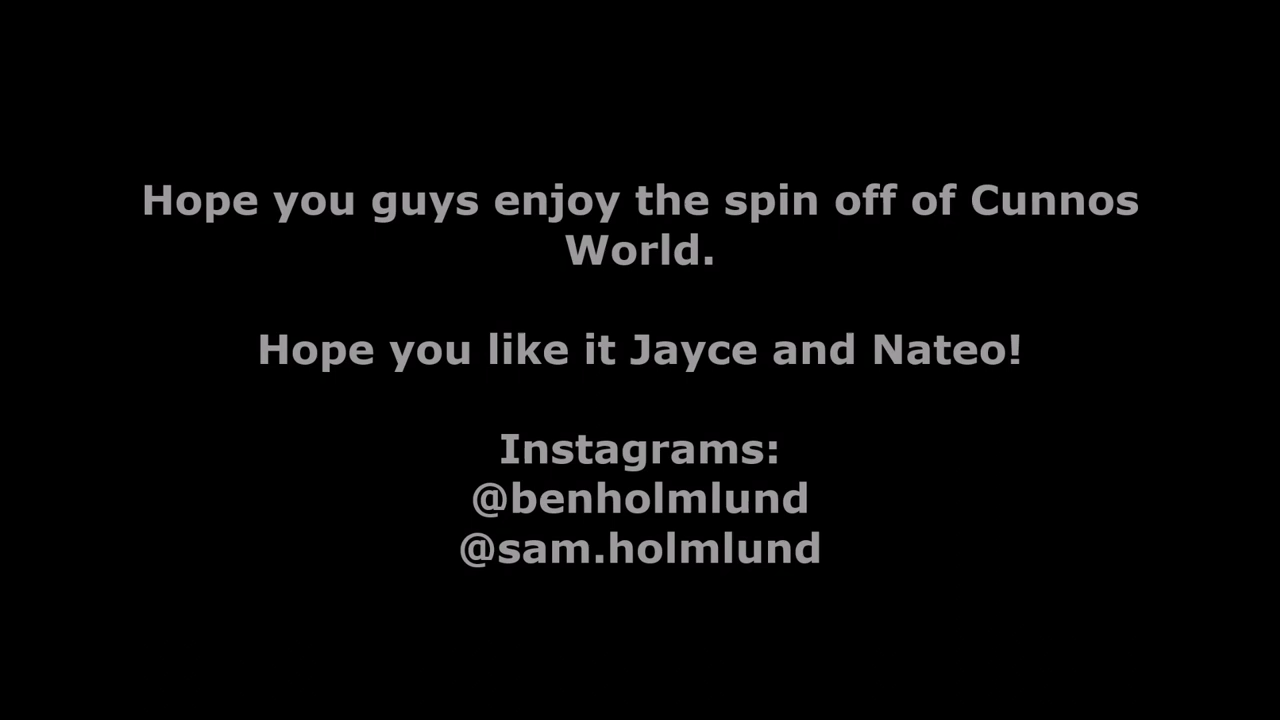 Hope you guys enjoy the spin off of Cunnos
World.
Hope you like it Jayce and Nateo!
Instagrams:
@benholmlund
@sam.holmlund